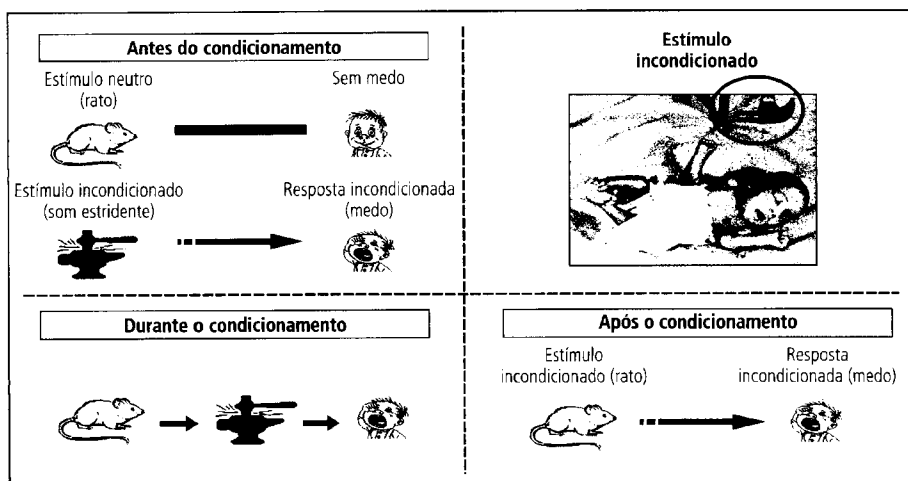 Antes do condicionamento
Estímulo neutro
(rato)
Sem medo
Estímulo incondicionado
(som estridente)
Resposta incondicionada
(medo)
Estímulo
incondicionado
Durante o condicionamento
Após o condicionamento
Estímulo
incondicionado (rato)
Resposta
incondicionada (medo)